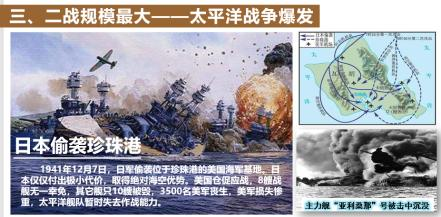 三、二战规模最大——太平洋战争爆发
日本偷袭珍珠港
1941年12月7日，日军偷袭位于珍珠港的美国海军基地。日
本仅仅付出极小代价，取得绝对海空优势，美国仓促应战，8艘战
舰无一幸免，其它舰只10艘被毁，3500名美军丧生，美军损失惨
重，太平洋舰队暂时失去作战能力。
主力舰“亚利桑那”号被击中沉没